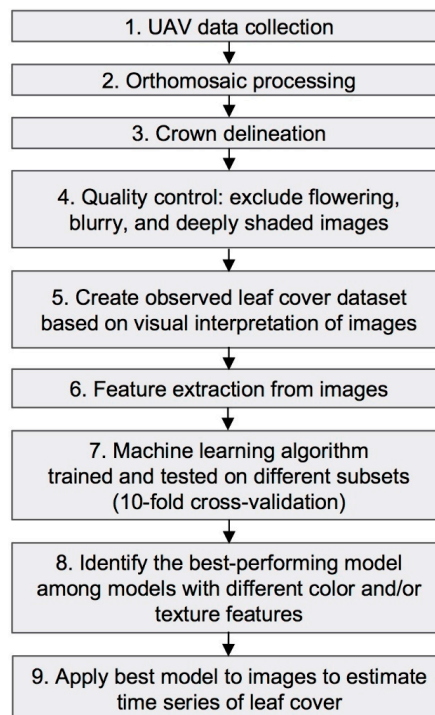 1. UAV data collection
2. Orthomosaic processing
3. Crown delineation
4. Quality control: exclude flowering,
blurry, and deeply shaded images
5. Create observed leaf cover dataset
based on visual interpretation of images
6. Feature extraction from images
7. Machine learning algorithm
trained and tested on different subsets
(10-fold cross-validation)
8. Identify the best-performing model
among models with different color and/or
texture features
9. Apply best model to images to estimate
time series of leaf cover